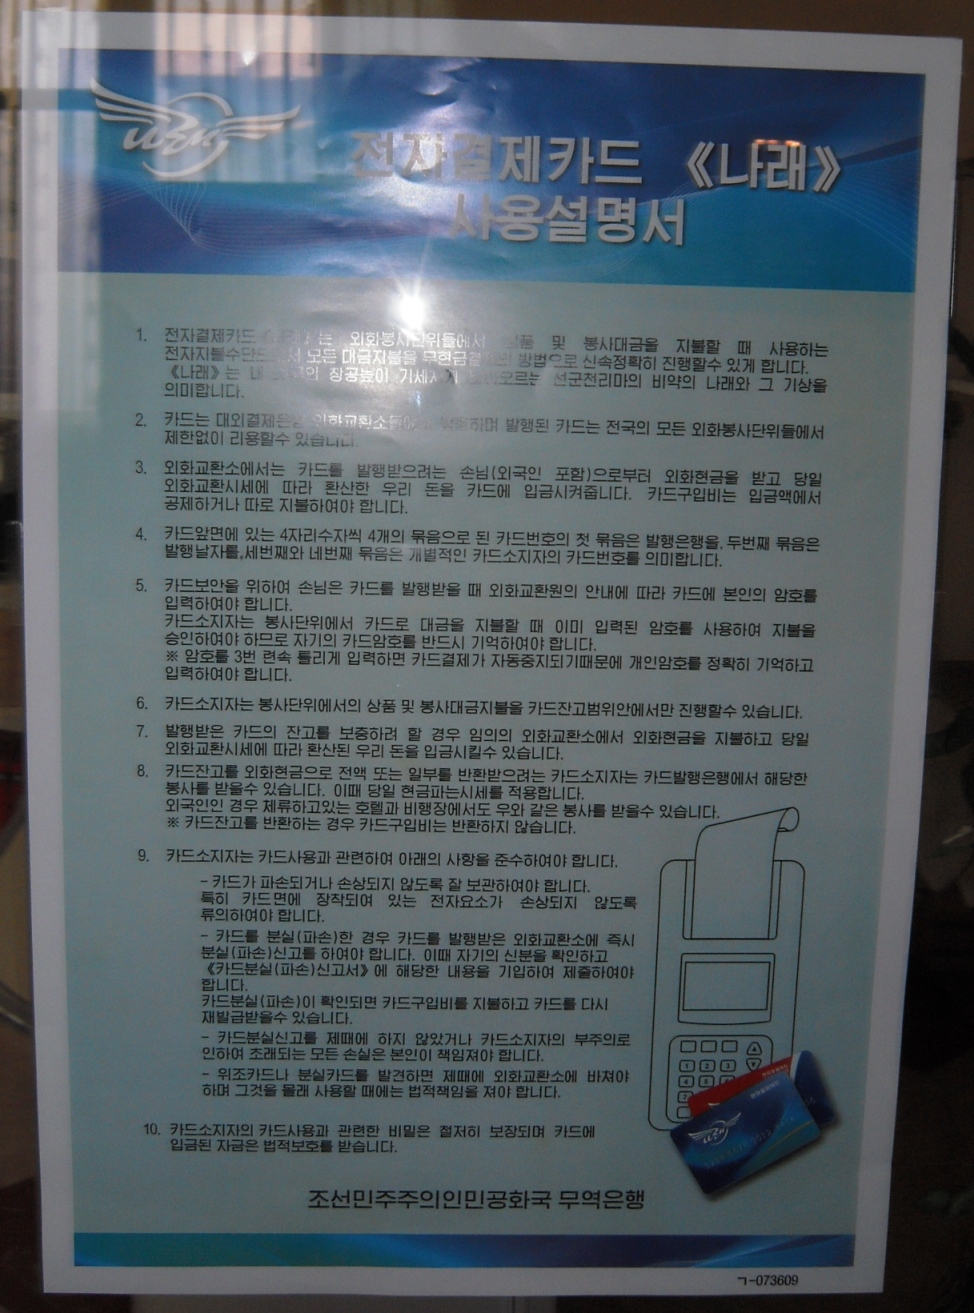 나래
전자결제카드 《나래》
사용설명서
1. 전자결제카드 는 외화봉사단위들에서 상품 및 봉사대금을 지불할 때 사용하는
전자지불수단으로서 모든 대금지불을 무현금결제의 방법으로 신속정확히 진행할수 있게 합니다.
《나래》는 내 장공높이 기세차게 날아오르는 선군천리마의 비약의 나래와 그 기상을
의미합니다.
2. 카드는 대외결제은행 외화교환소들에서 발행하며 발행된 카드는 전국의 모든 외화봉사단위들에서
제한없이 리용할수 있습니다.
3. 외화교환소에서는 카드를 발행받으려는 손님(외국인 포함)으로부터 외화현금을 받고 당일
외화교환시세에 따라 환산한 우리 돈을 카드에 입금시켜줍니다. 카드구입비는 입금액에서
공제하거나 따로 지불하여야 합니다.
4. 카드앞면에 있는 4자리수자씩 4개의 묶음으로 된 카드번호의 첫 묶음은 발행은행을, 두번째 묶음은
발행날자를,세번째와 네번째 묶음은 개별적인 카드소지자의 카드번호를 의미합니다.
5. 카드보안을 위하여 손님은 카드를 발행받을 때 외화교환원의 안내에 따라 카드에 본인의 암호를
입력하여야 합니다.
카드소지자는 봉사단위에서 카드로 대금을 지불할 때 이미 입력된 암호를 사용하여 지불을
승인하여야 하므로 자기의 카드암호를 반드시 기억하여야 합니다.
※ 암호를 3번 련속 틀리게 입력하면 카드결제가 자동중지되기때문에 개인암호를 정확히 기억하고
입력하여야 합니다.
6. 카드소지자는 봉사단위에서의 상품 및 봉사대금지불을 카드잔고범위안에서만 진행할수 있습니다.
7. 발행받은 카드의 잔고를 보충하려 할 경우 임의의 외화교환소에서 외화현금을 지불하고 당일
외화교환시세에 따라 환산된 우리 돈을 입금시킬수 있습니다.
8. 카드잔고를 외화현금으로 전액 또는 일부를 반환받으려는 카드소지자는 카드발행은행에서 해당한
봉사를 받을수 있습니다. 이때 당일 현금파는시세를 적용합니다.
외국인인 경우 체류하고있는 호텔과 비행장에서도 우와 같은 봉사를 받을수 있습니다.
※ 카드잔고를 반환하는 경우 카드구입비는 반환하지 않습니다.
9. 카드소지자는 카드사용과 관련하여 아래의 사항을 준수하여야 합니다.
- 카드가 파손되거나 손상되지 않도록 잘 보관하여야 합니다.
특히 카드면에 장착되여 있는 전자요소가 손상되지 않도록
류의하여야 합니다.
- 카드를 분실(파손)한 경우 카드를 발행받은 외화교환소에 즉시
분실(파손)신고를 하여야 합니다. 이때 자기의 신분을 확인하고
《카드분실(파손)신고서》에 해당한 내용을 기입하여 제출하여야
합니다.
카드분실(파손)이 확인되면 카드구입비를 지불하고 카드를 다시
재발급받을수 있습니다.
- 카드분실신고를 제때에 하지 않았거나 카드소지자의 부주의로
인하여 초래되는 모든 손실은 본인이 책임져야 합니다.
- 위조카드나 분실카드를 발견하면 제때에 외화교환소에 바쳐야
하며 그것을 몰래 사용할 때에는 법적책임을 져야 합니다.
10. 카드소지자의 카드사용과 관련한 비밀은 철저히 보장되며 카드에
입금된 자금은 법적보호를 받습니다.
조선민주주의인민공화국 무역은행
ㄱ-073609